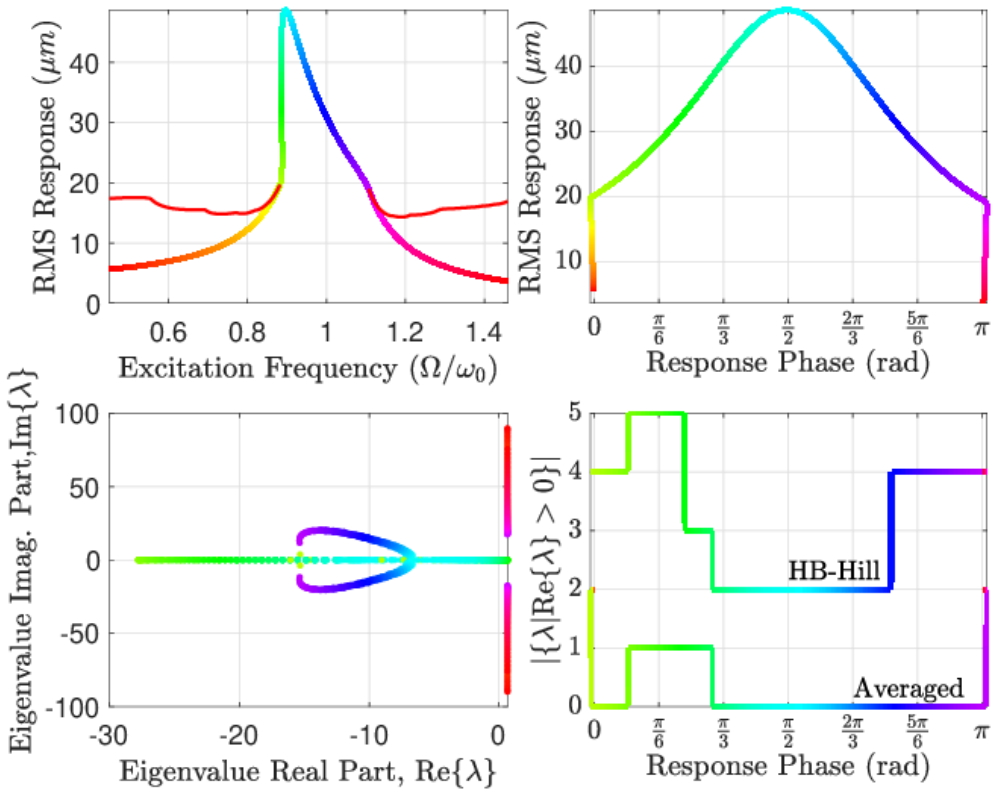 RMS Response (μm)
40
30
20
10
0
0.6 0.8 1 1.2 1.4
Excitation Frequency (Ω/ω₀)
RMS Response (μm)
40
30
20
10
0 π/6 π/3 π/2 2π/3 5π/6 π
Response Phase (rad)
Eigenvalue Imag. Part,Im{λ}
100
50
0
-50
-100
-30 -20 -10 0
Eigenvalue Real Part, Re{λ}
|{λ|Re{λ} > 0}|
5
4
3
2
1
0
HB-Hill
Averaged
0 π/6 π/3 π/2 2π/3 5π/6 π
Response Phase (rad)